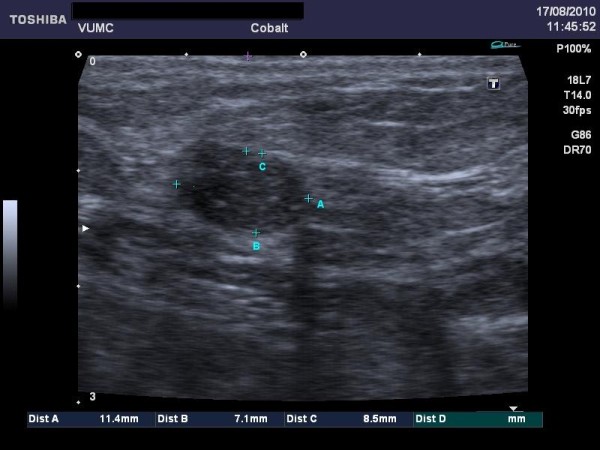 TOSHIBA
VUMC
Cobalt
17/08/2010
11:45:52
Pure
P100%
T
18L7
T14.0
30fps
G86
DR70
0
C
A
B
3
Dist A 11.4mm Dist B 7.1mm Dist C 8.5mm Dist D mm